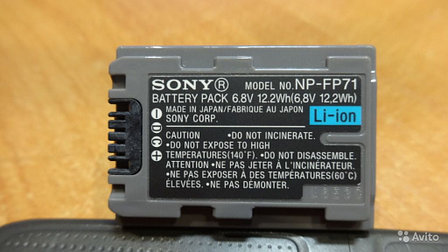 SONY® MODEL NO. NP-FP71
BATTERY PACK 6.8V 12.2Wh(6,8V 12,2Wh)
MADE IN JAPAN/FABRIQUE AU JAPON
SONY CORP.
Li-ion
CAUTION •DO NOT INCINERATE.
•DO NOT EXPOSE TO HIGH
TEMPERATURES(140°F). •DO NOT DISASSEMBLE.
ATTENTION •NE PAS JETER A L'INCINÉRATEUR.
•NE PAS EXPOSER À DES TEMPÉRATURES(60°C)
ÉLEVÉES. •NE PAS DEMONTER.
Avito